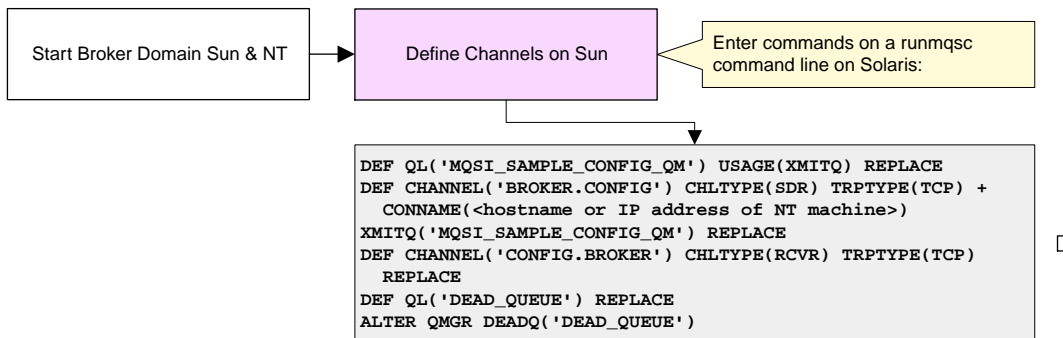 Start Broker Domain Sun & NT
Define Channels on Sun
Enter commands on a runmqsc
command line on Solaris:
DEF QL('MQSI_SAMPLE_CONFIG_QM') USAGE(XMITQ) REPLACE
DEF CHANNEL('BROKER.CONFIG') CHLTYPE(SDR) TRPTYPE(TCP) +
CONNAME(<hostname or IP address of NT machine>)
XMITQ('MQSI_SAMPLE_CONFIG_QM') REPLACE
DEF CHANNEL('CONFIG.BROKER') CHLTYPE(RCVR) TRPTYPE(TCP)
REPLACE
DEF QL('DEAD_QUEUE') REPLACE
ALTER QMGR DEADQ('DEAD_QUEUE')